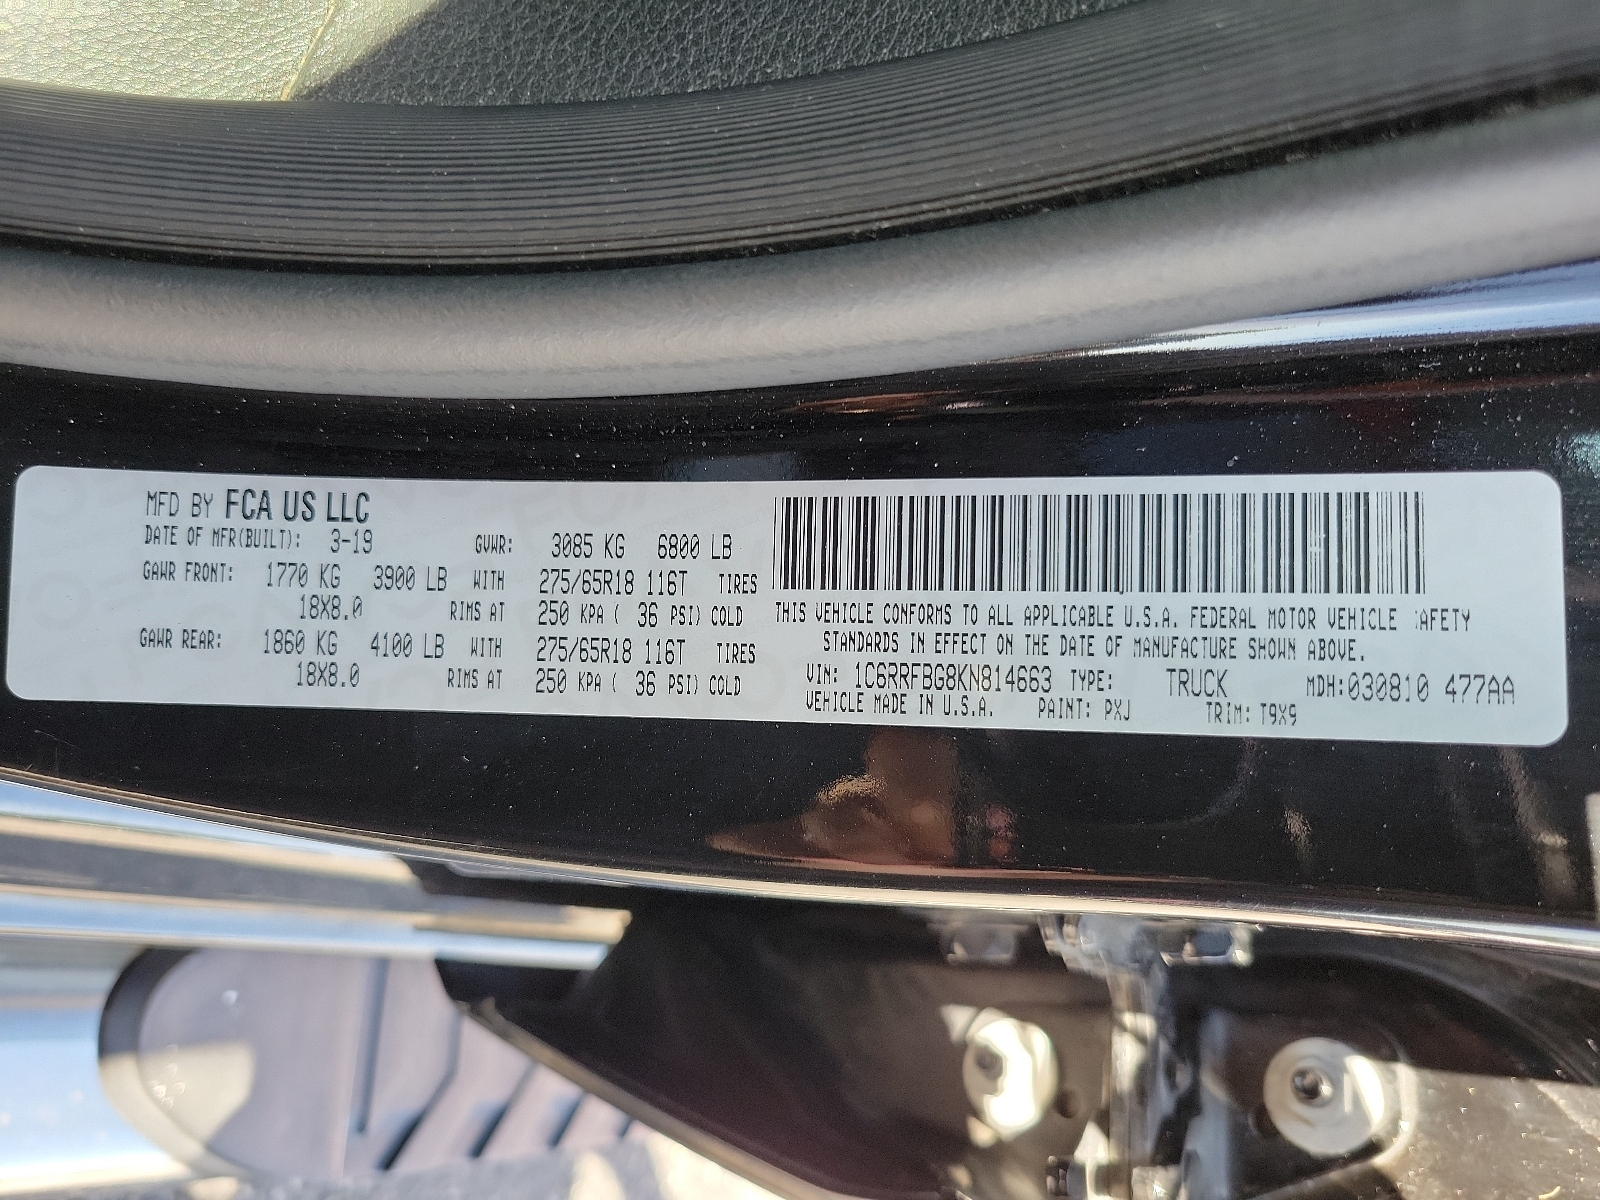 MFD BY FCA US LLC
DATE OF MFR(BUILT): 3-19 GVWR: 3085 KG 6800 LB
GAWR FRONT: 1770 KG 3900 LB WITH 275/65R18 116T TIRES
18X8.0 RIMS AT 250 KPA ( 36 PSI) COLD
GAWR REAR: 1860 KG 4100 LB WITH 275/65R18 116T TIRES
18X8.0 RIMS AT 250 KPA ( 36 PSI) COLD
THIS VEHICLE CONFORMS TO ALL APPLICABLE U.S.A. FEDERAL MOTOR VEHICLE AFETY
STANDARDS IN EFFECT ON THE DATE OF MANUFACTURE SHOWN ABOVE.
VIN: 1C6RRFBG8KN814663 TYPE: TRUCK MDH:030810 477AA
VEHICLE MADE IN U.S.A. PAINT: PXJ TRIM: T9X9